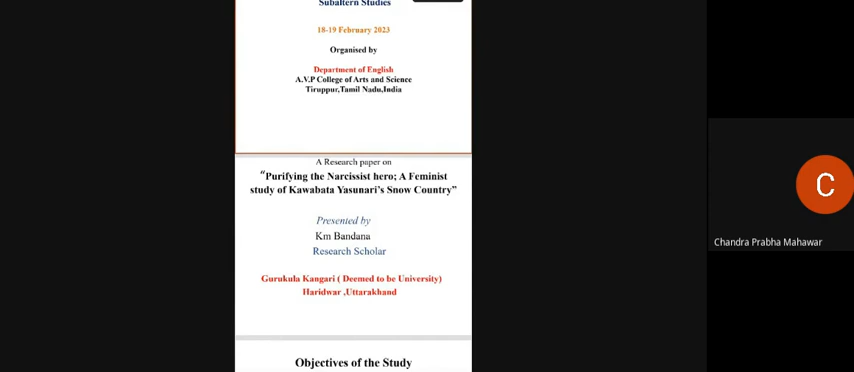 Subaltern Studies
18-19 February 2023
Organised by
Department of English
A.V.P College of Arts and Science
Tiruppur,Tamil Nadu,India
A Research paper on
“Purifying the Narcissist hero; A Feminist
study of Kawabata Yasunari’s Snow Country”
Presented by
Km Bandana
Research Scholar
Gurukula Kangari ( Deemed to be University)
Haridwar ,Uttarakhand
Objectives of the Study
C
Chandra Prabha Mahawar